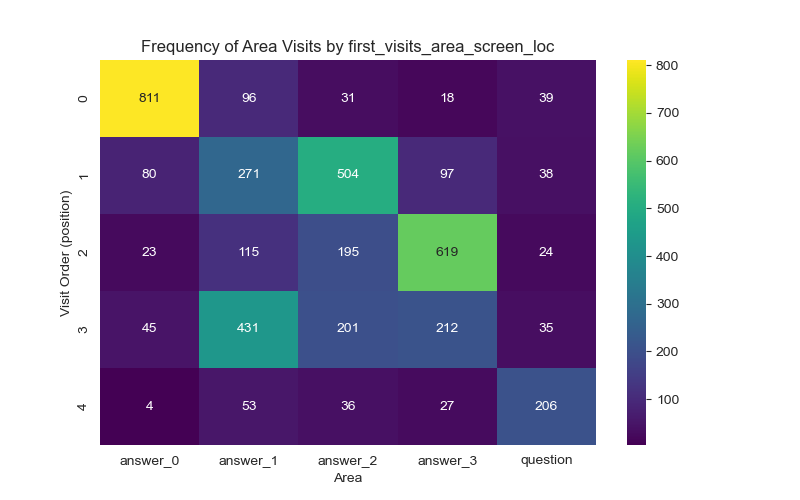 Frequency of Area Visits by first_visits_area_screen_loc
Visit Order (position)
0 811 96 31 18 39
1 80 271 504 97 38
2 23 115 195 619 24
3 45 431 201 212 35
4 4 53 36 27 206
answer_0 answer_1 answer_2 answer_3 question
Area
800
700
600
500
400
300
200
100